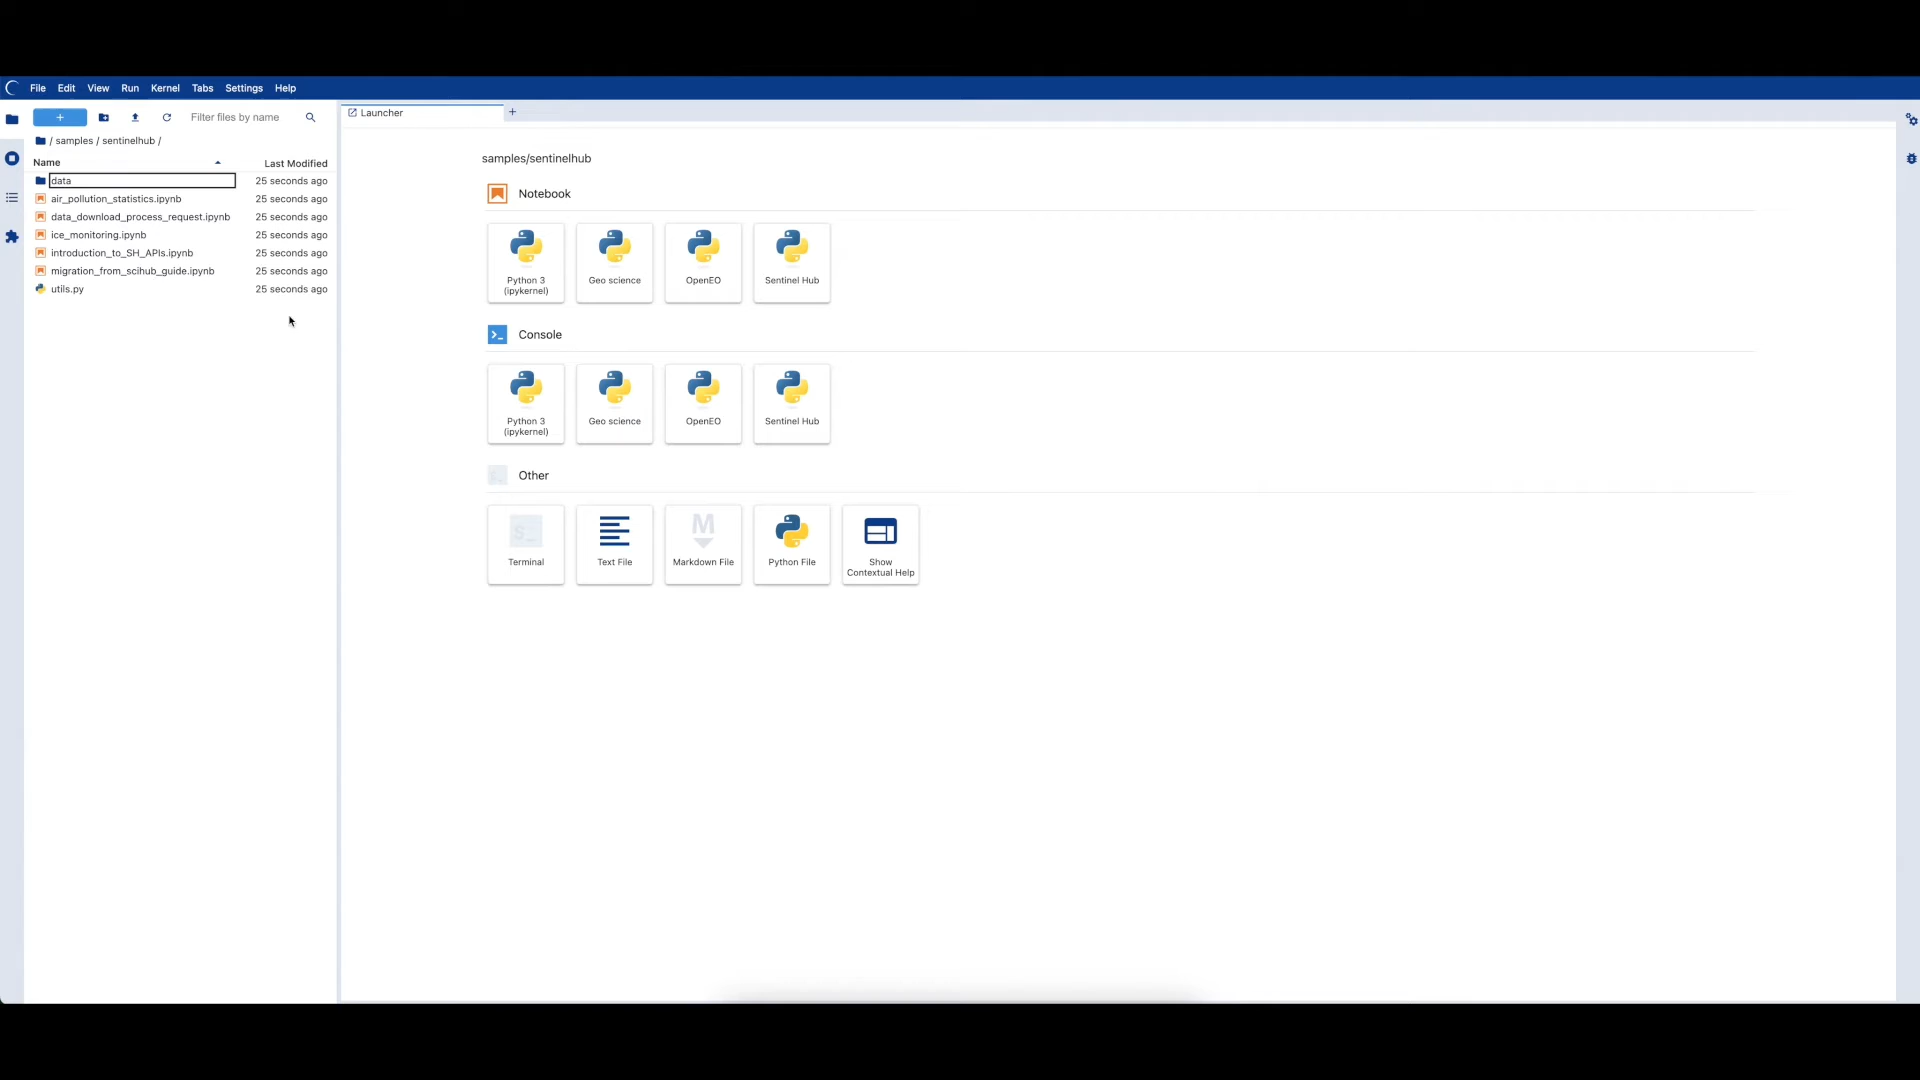 File Edit View Run Kernel Tabs Settings Help
+ Filter files by name
/ samples / sentinelhub /
Name Last Modified
data 25 seconds ago
air_pollution_statistics.ipynb 25 seconds ago
data_download_process_request.ipynb 25 seconds ago
ice_monitoring.ipynb 25 seconds ago
introduction_to_SH_APIs.ipynb 25 seconds ago
migration_from_scihub_guide.ipynb 25 seconds ago
utils.py 25 seconds ago
Launcher +
samples/sentinelhub
Notebook
Python 3
(ipykernel)
Geo science
OpenEO
Sentinel Hub
>_ Console
Python 3
(ipykernel)
Geo science
OpenEO
Sentinel Hub
$_ Other
$_
Terminal
Text File
M
Markdown File
Python File
Show
Contextual Help